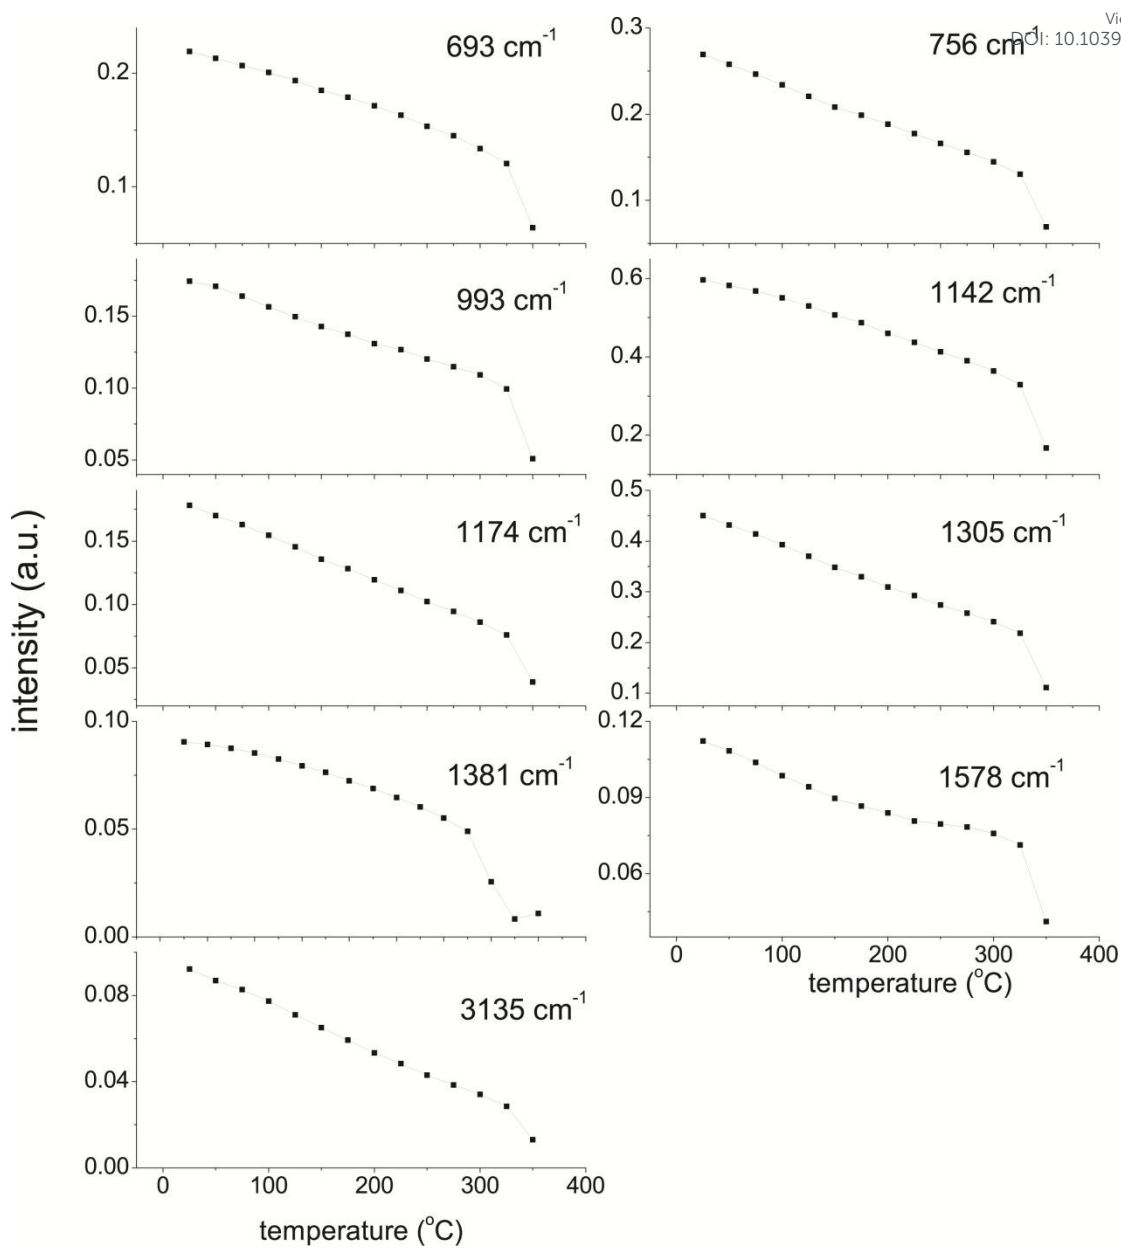 Vie
DOI: 10.1039
693 cm⁻¹
0.2
0.1
756 cm⁻¹
0.3
0.2
0.1
993 cm⁻¹
0.15
0.10
0.05
1142 cm⁻¹
0.6
0.4
0.2
intensity (a.u.)
1174 cm⁻¹
0.15
0.10
0.05
1305 cm⁻¹
0.5
0.4
0.3
0.2
0.1
1381 cm⁻¹
0.10
0.05
0.00
1578 cm⁻¹
0.12
0.09
0.06
0 100 200 300 400
temperature (°C)
3135 cm⁻¹
0.08
0.04
0.00
0 100 200 300 400
temperature (°C)